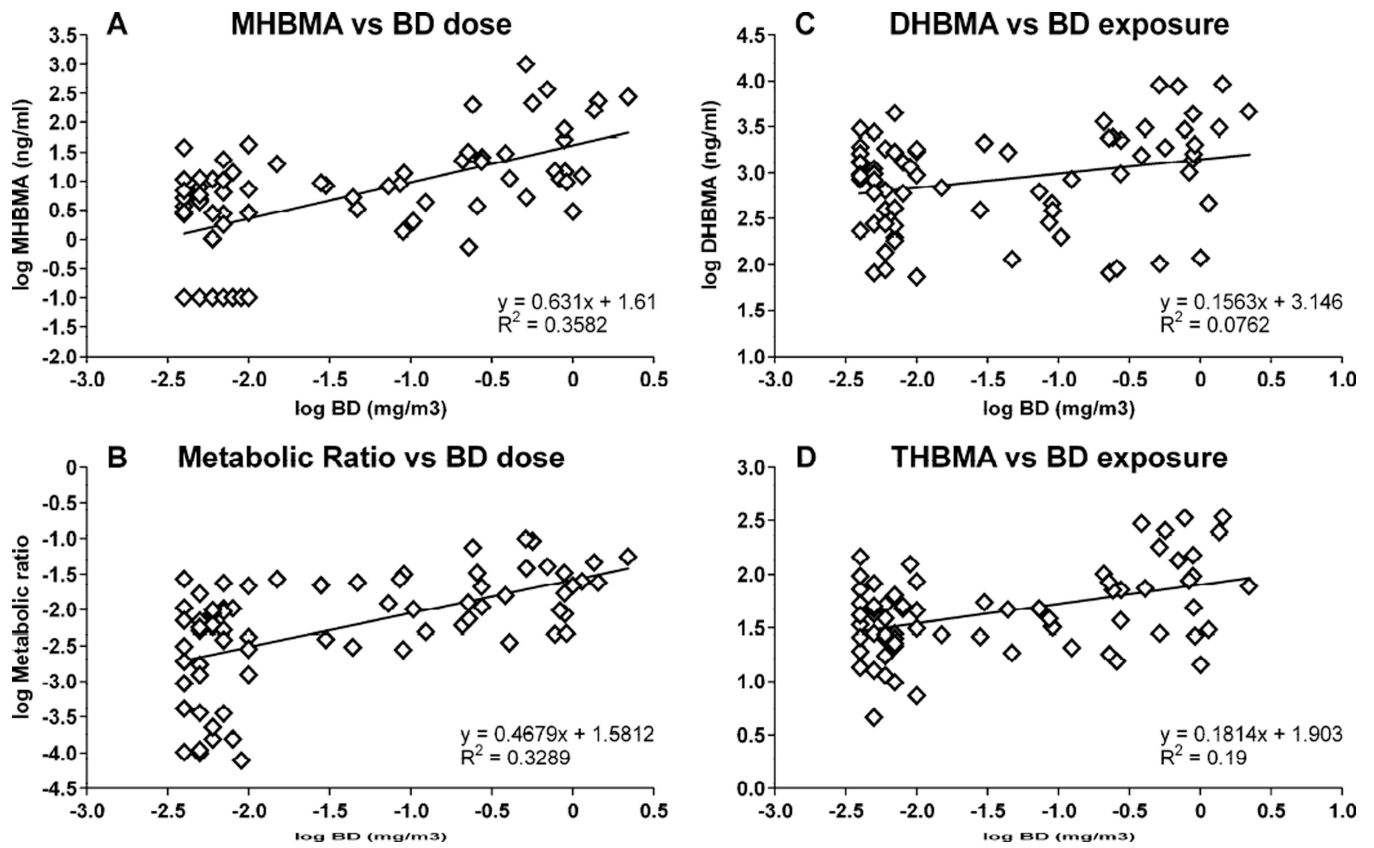 A MHBMA vs BD dose
3.5
3.0
2.5
2.0
1.5
1.0
0.5
0
-0.5
-1.0
-1.5
-2.0
log MHBMA (ng/ml)
y = 0.631x + 1.61
R2 = 0.3582
-3.0 -2.5 -2.0 -1.5 -1.0 -0.5 0 0.5
log BD (mg/m3)
C DHBMA vs BD exposure
4.5
4.0
3.5
3.0
2.5
2.0
1.5
1.0
log DHBMA (ng/ml)
y = 0.1563x + 3.146
R2 = 0.0762
-3.0 -2.5 -2.0 -1.5 -1.0 -0.5 0 0.5 1.0
log BD (mg/m3)
B Metabolic Ratio vs BD dose
0
-0.5
-1.0
-1.5
-2.0
-2.5
-3.0
-3.5
-4.0
-4.5
log Metabolic ratio
y = 0.4679x + 1.5812
R2 = 0.3289
-3.0 -2.5 -2.0 -1.5 -1.0 -0.5 0 0.5
log BD (mg/m3)
D THBMA vs BD exposure
3.0
2.5
2.0
1.5
1.0
0.5
0.0
y = 0.1814x + 1.903
R2 = 0.19
-3.0 -2.5 -2.0 -1.5 -1.0 -0.5 0 0.5 1.0
log BD (mg/m3)